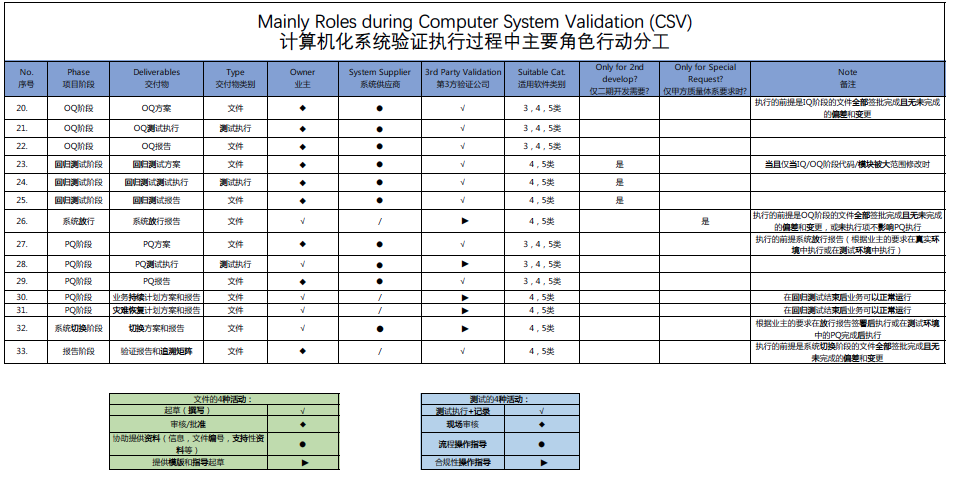 Mainly Roles during Computer System Validation (CSV)
计算机化系统验证执行过程中主要角色行动分工
No. 序号 Phase 项目阶段 Deliverables 交付物 Type 交付物类别 Owner 业主 System Supplier 系统供应商 3rd Party Validation 第3方验证公司 Suitable Cat. 适用软件类别 Only for 2nd develop? 仅二期开发需要? Only for Special Request? 仅甲方质量体系要求时? Note 备注
20. OQ阶段 OQ方案 文件 ◆ ● √ 3,4,5类 执行的前提是IQ阶段的文件全部签批完成且无未完成的偏差和变更
21. OQ阶段 OQ测试执行 测试执行 ◆ ● √ 3,4,5类
22. OQ阶段 OQ报告 文件 ◆ ● √ 3,4,5类
23. 回归测试阶段 回归测试方案 文件 ◆ ● √ 4,5类 是 当且仅当IQ/OQ阶段代码/模块被大范围修改时
24. 回归测试阶段 回归测试测试执行 测试执行 ◆ ● √ 4,5类 是
25. 回归测试阶段 回归测试报告 文件 ◆ ● √ 4,5类 是
26. 系统放行 系统放行报告 文件 √ / ▶ 4,5类 是 执行的前提是OQ阶段的文件全部签批完成且无未完成的偏差和变更，或未执行项不影响PQ执行
27. PQ阶段 PQ方案 文件 ◆ ● √ 3,4,5类 执行的前提系统放行报告（根据业主的要求在真实环境中执行或在测试环境中执行）
28. PQ阶段 PQ测试执行 测试执行 √ ● ▶ 3,4,5类
29. PQ阶段 PQ报告 文件 ◆ ● √ 3,4,5类
30. PQ阶段 业务持续计划方案和报告 文件 √ / ▶ 4,5类 在回归测试结束后业务可以正常运行
31. PQ阶段 灾难恢复计划方案和报告 文件 √ / ▶ 4,5类 在回归测试结束后业务可以正常运行
32. 系统切换阶段 切换方案和报告 文件 √ ● ▶ 4,5类 根据业主的要求在放行报告签署后执行或在测试环境中的PQ完成后执行
33. 报告阶段 验证报告和追溯矩阵 文件 ◆ / √ 4,5类 执行的前提是系统切换阶段的文件全部签批完成且无未完成的偏差和变更
文件的4种活动：
起草（撰写） √
审核/批准 ◆
协助提供资料（信息，文件编号，支持性资料等） ●
提供模版和指导起草 ▶
测试的4种活动：
测试执行+记录 √
现场审核 ◆
流程操作指导 ●
合规性操作指导 ▶